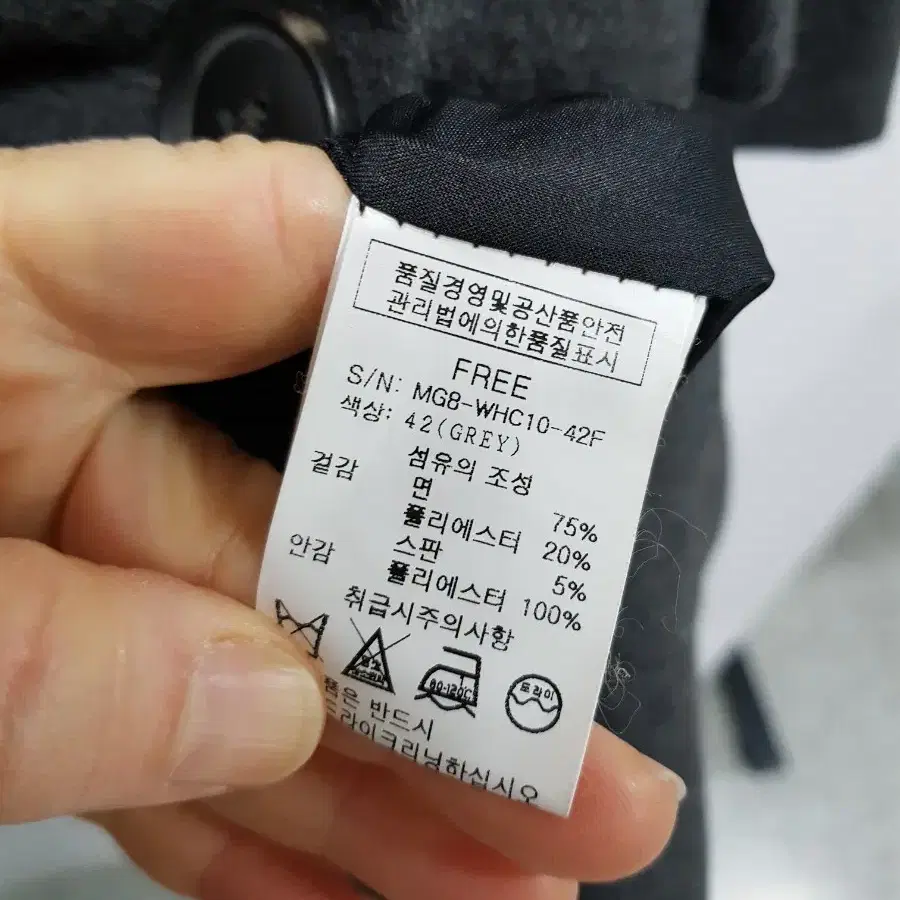 품질경영및공산품안전
관리법에의한품질표시
FREE
S/N: MG8-WHC10-42F
색상: 42(GREY)
겉감 섬유의 조성
면 75%
폴리에스터 20%
스판 5%
안감 폴리에스터 100%
취급시주의사항
80-120C
드라이
품은 반드시
드라이크리닝하십시오